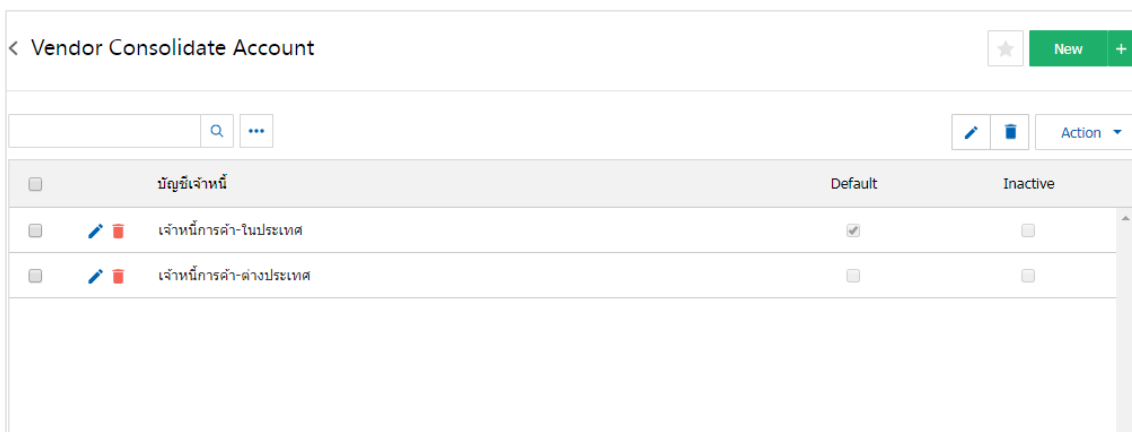 Vendor Consolidate Account
New +
Action
บัญชีเจ้าหนี้ Default Inactive
เจ้าหนี้การค้า-ในประเทศ
เจ้าหนี้การค้า-ต่างประเทศ